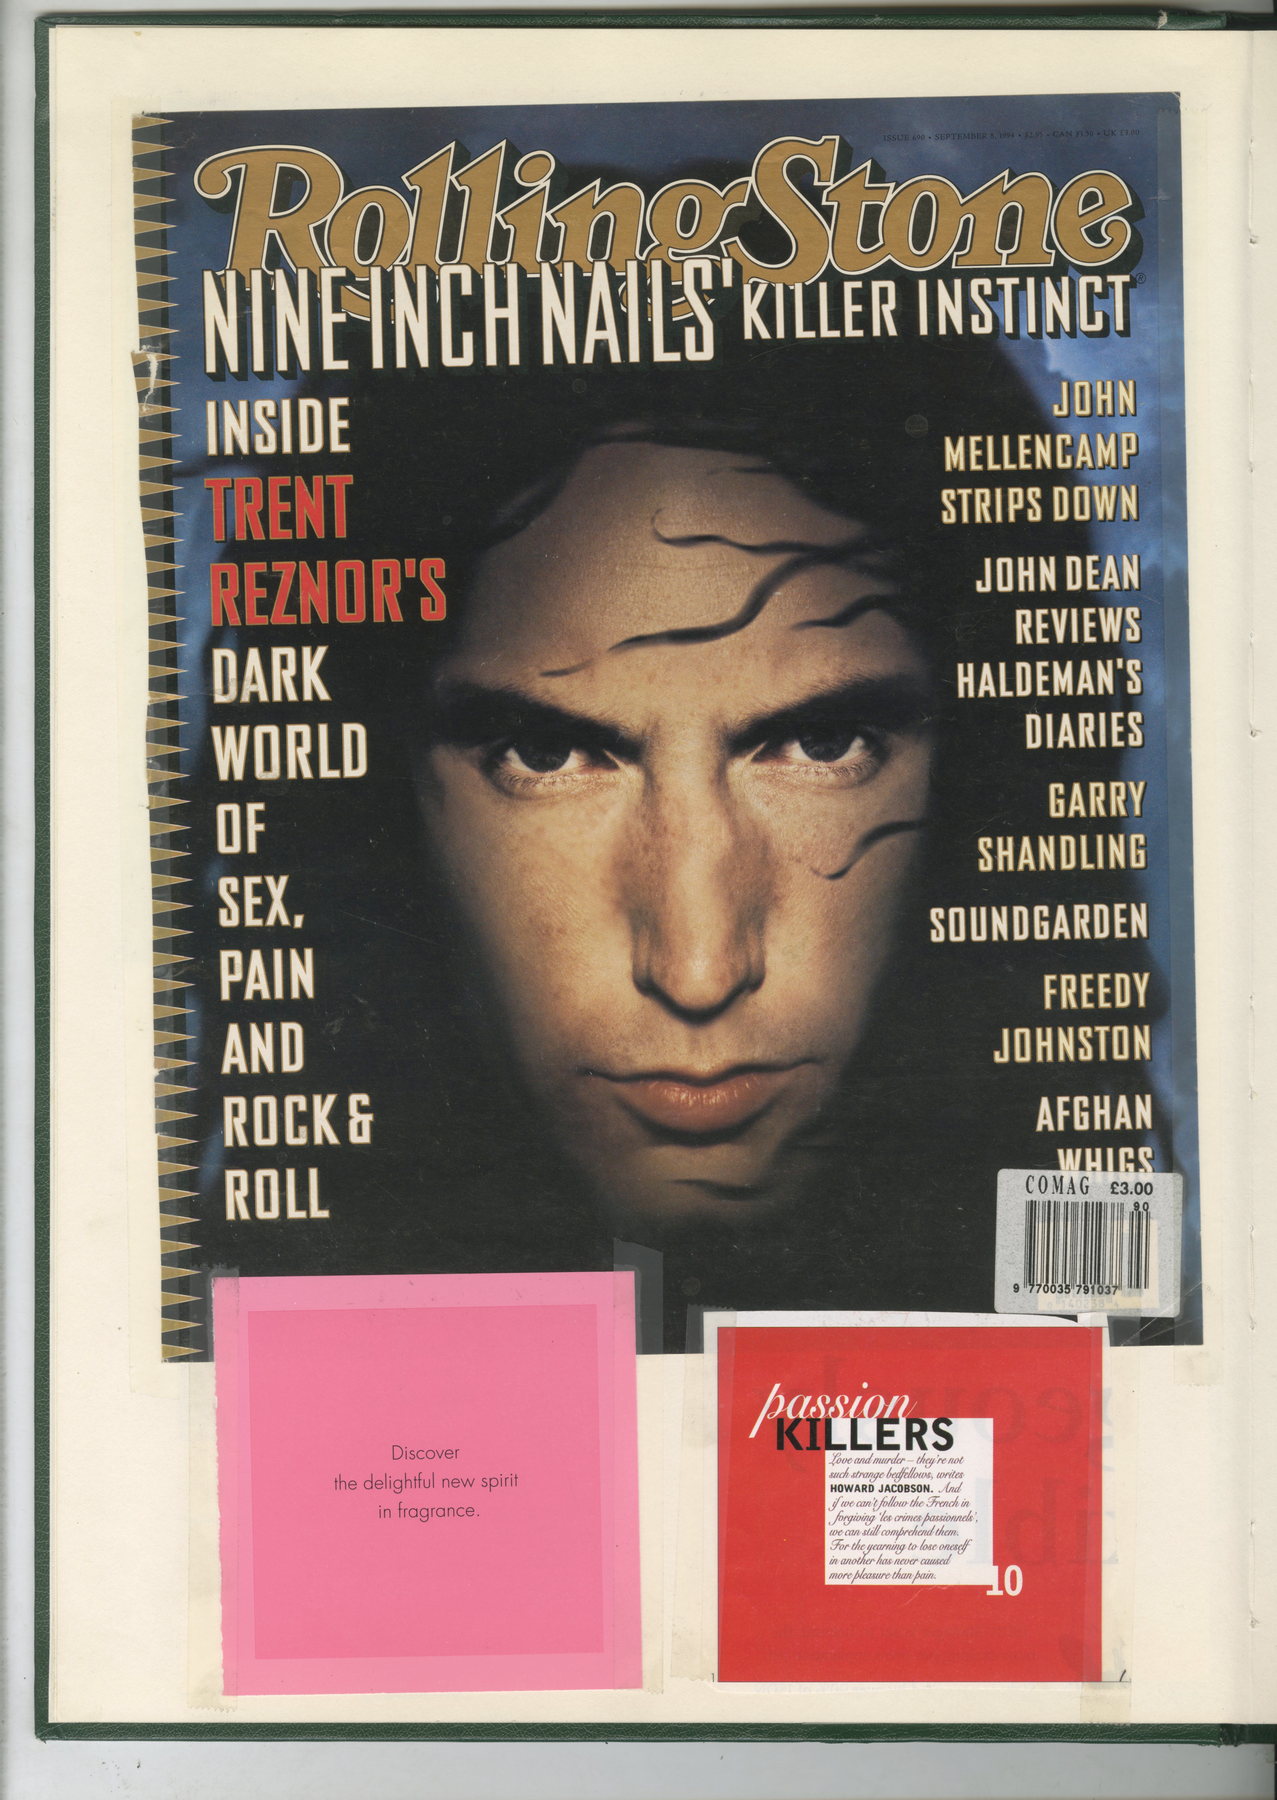 ISSUE 690 • SEPTEMBER 8, 1994 • $2.95 • CAN $3.50 • UK £3.00
RollingStone
NINE INCH NAILS' KILLER INSTINCT
INSIDE
TRENT
REZNOR'S
DARK
WORLD
OF
SEX,
PAIN
AND
ROCK &
ROLL
JOHN
MELLENCAMP
STRIPS DOWN
JOHN DEAN
REVIEWS
HALDEMAN'S
DIARIES
GARRY
SHANDLING
SOUNDGARDEN
FREEDY
JOHNSTON
AFGHAN
WHIGS
COMAG £3.00
90
9 770035 791037
Discover
the delightful new spirit
in fragrance.
passion
KILLERS
Love and murder – they're not
such strange bedfellows, writes
HOWARD JACOBSON. And
if we can't follow the French in
forgiving 'les crimes passionnels',
we can still comprehend them.
For the yearning to lose oneself
in another has never caused
more pleasure than pain.
10